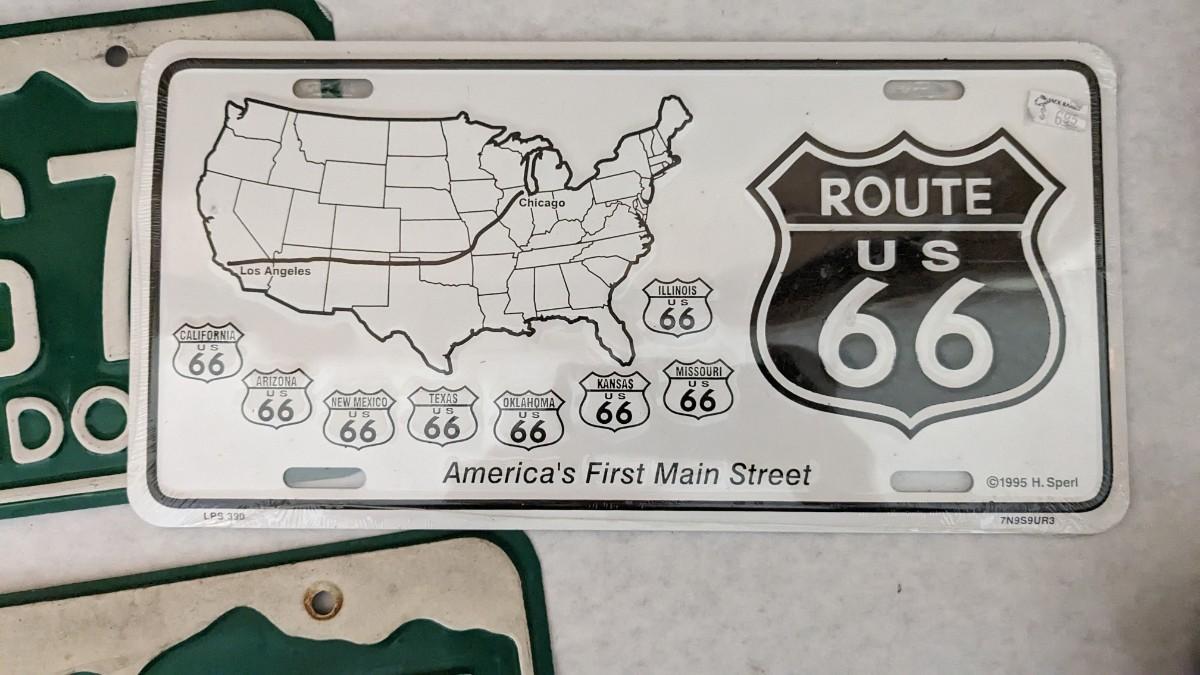 DO
Chicago
Los Angeles
CALIFORNIA
US
66
ARIZONA
US
66
NEW MEXICO
US
66
TEXAS
US
66
OKLAHOMA
US
66
KANSAS
US
66
MISSOURI
US
66
ILLINOIS
US
66
ROUTE
US
66
America's First Main Street
©1995 H. Sperl
LPS 390
7N9S9UR3